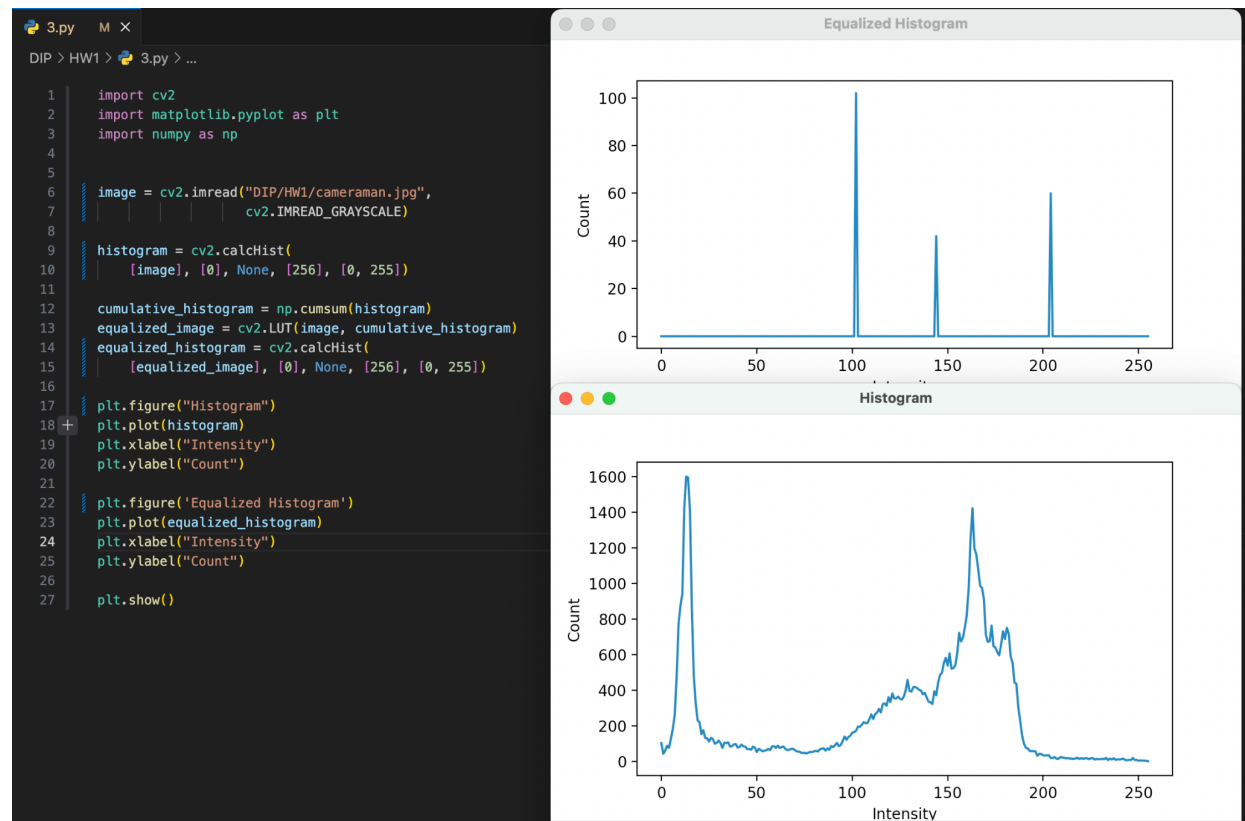 3.py M ×
DIP > HW1 > 3.py > ...
1 import cv2
2 import matplotlib.pyplot as plt
3 import numpy as np
4
5
6 image = cv2.imread("DIP/HW1/cameraman.jpg",
7 cv2.IMREAD_GRAYSCALE)
8
9 histogram = cv2.calcHist(
10 [image], [0], None, [256], [0, 255])
11
12 cumulative_histogram = np.cumsum(histogram)
13 equalized_image = cv2.LUT(image, cumulative_histogram)
14 equalized_histogram = cv2.calcHist(
15 [equalized_image], [0], None, [256], [0, 255])
16
17 plt.figure("Histogram")
18 + plt.plot(histogram)
19 plt.xlabel("Intensity")
20 plt.ylabel("Count")
21
22 plt.figure('Equalized Histogram')
23 plt.plot(equalized_histogram)
24 plt.xlabel("Intensity")
25 plt.ylabel("Count")
26
27 plt.show()
Equalized Histogram
100
80
60
40
20
0
Count
0 50 100 150 200 250
Histogram
1600
1400
1200
1000
800
600
400
200
0
Count
0 50 100 150 200 250
Intensity